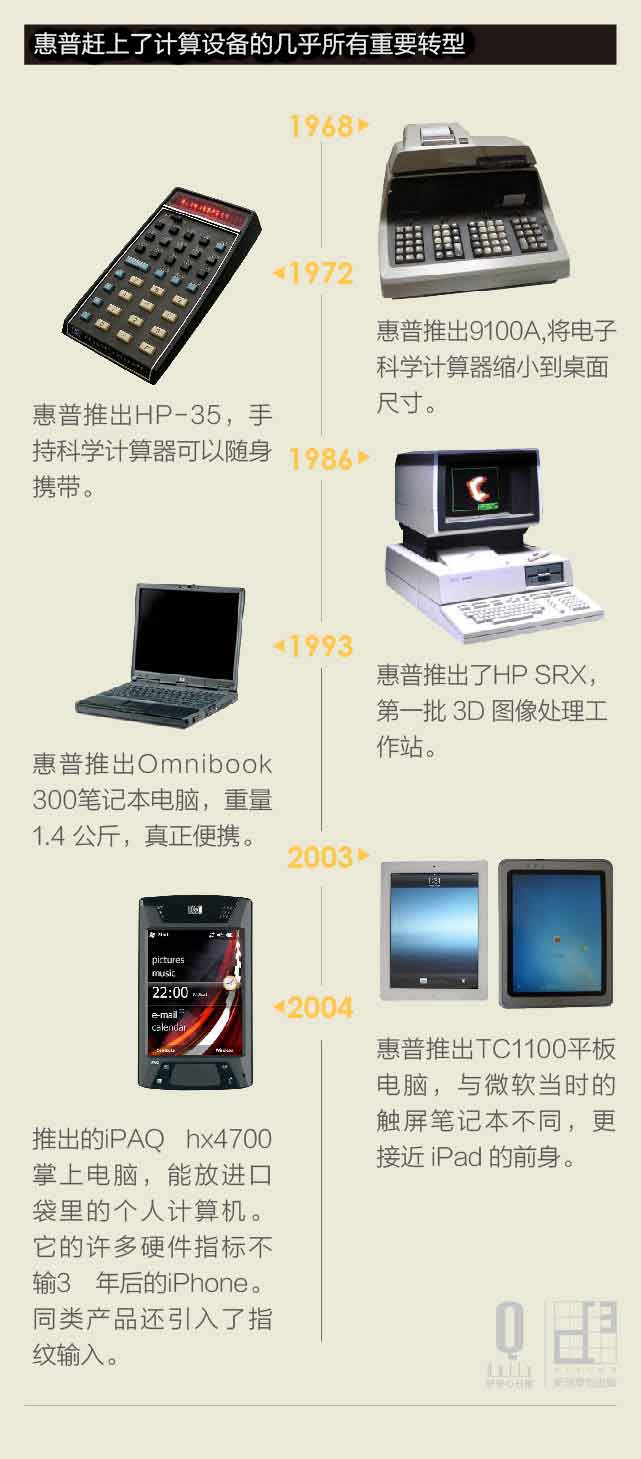 惠普赶上了计算设备的几乎所有重要转型
1968
惠普推出9100A,将电子
科学计算器缩小到桌面
尺寸。
1972
惠普推出HP-35，手
持科学计算器可以随身
携带。
1986
惠普推出了HP SRX，
第一批 3D 图像处理工
作站。
1993
惠普推出Omnibook
300笔记本电脑，重量
1.4 公斤，真正便携。
2003
惠普推出TC1100平板
电脑，与微软当时的
触屏笔记本不同，更
接近 iPad 的前身。
2004
hp
Start
pictures
music
22:00
e-mail
calendar
推出的iPAQ hx4700
掌上电脑，能放进口
袋里的个人计算机。
它的许多硬件指标不
输3 年后的iPhone。
同类产品还引入了指
纹输入。
Q
好奇心日报